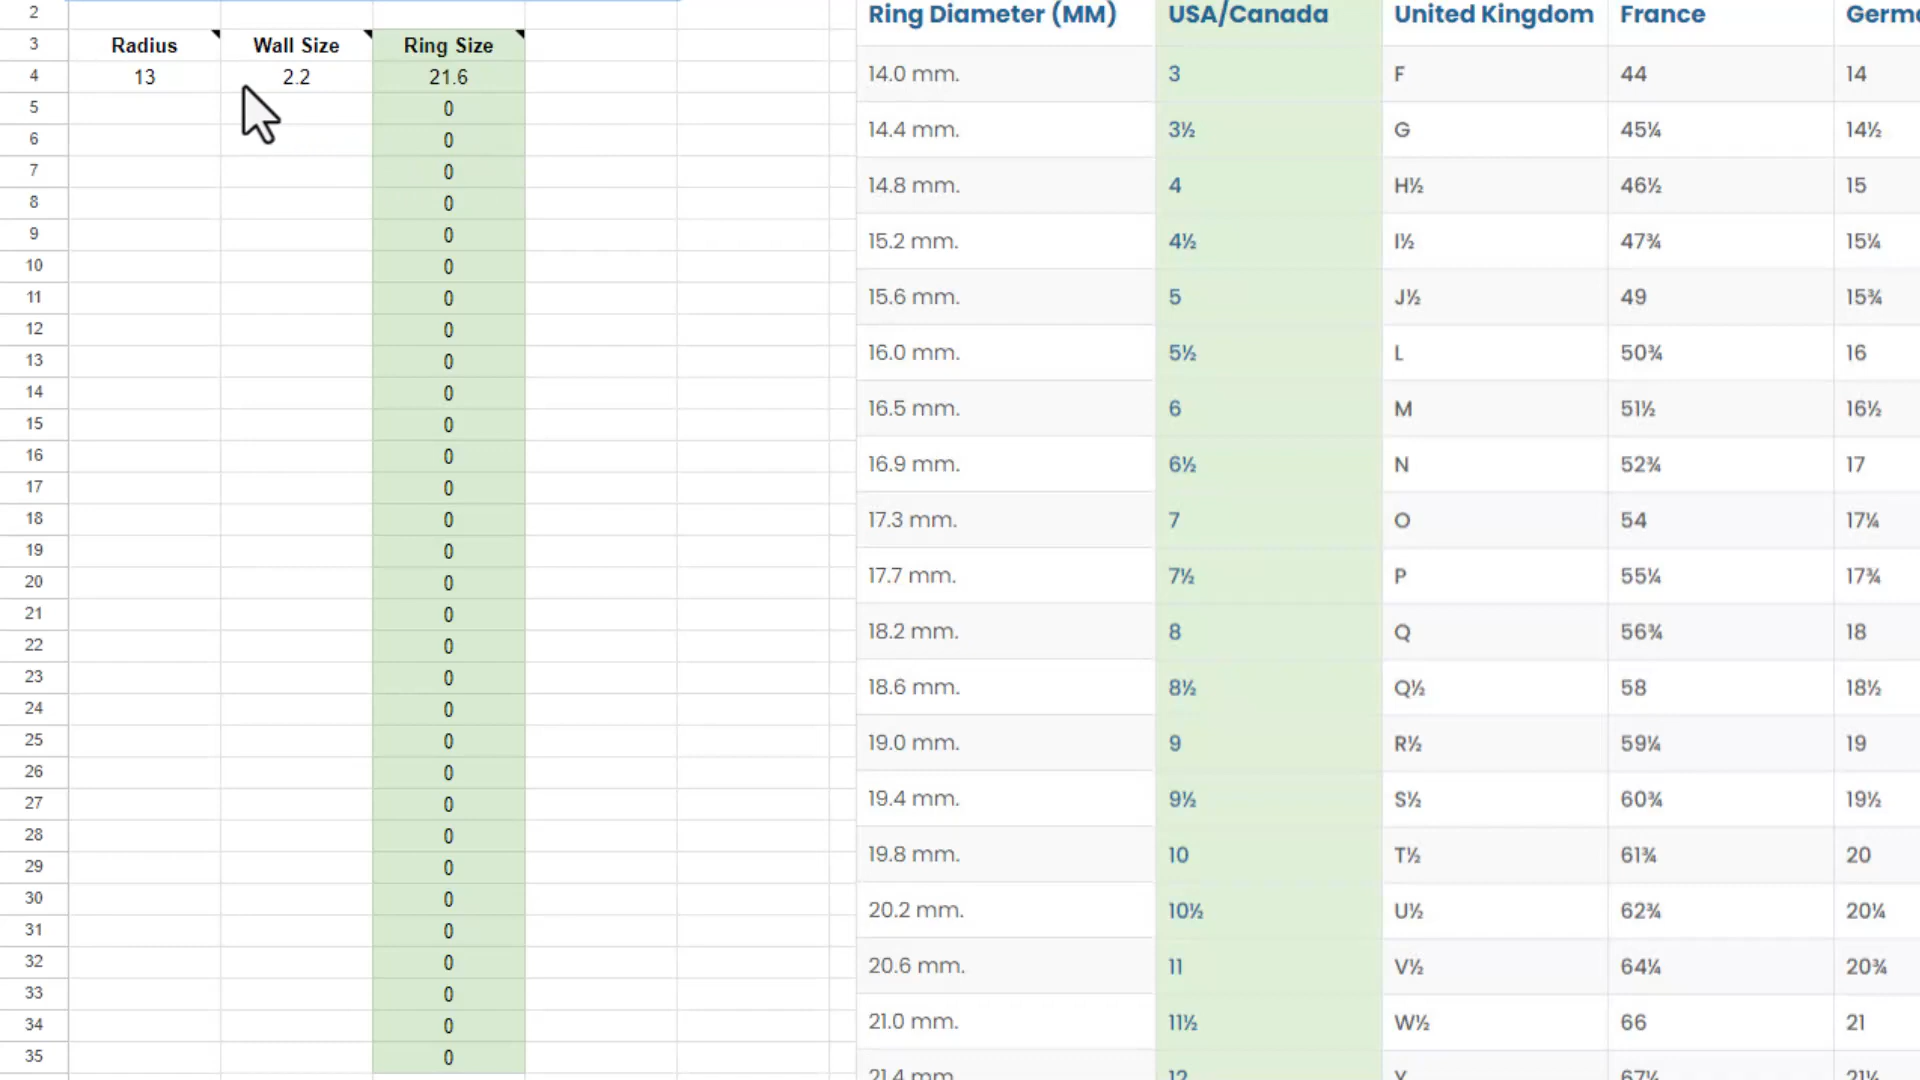 2
3 Radius Wall Size Ring Size
4 13 2.2 21.6
5 0
6 0
7 0
8 0
9 0
10 0
11 0
12 0
13 0
14 0
15 0
16 0
17 0
18 0
19 0
20 0
21 0
22 0
23 0
24 0
25 0
26 0
27 0
28 0
29 0
30 0
31 0
32 0
33 0
34 0
35 0
Ring Diameter (MM) USA/Canada United Kingdom France Germ
14.0 mm. 3 F 44 14
14.4 mm. 3½ G 45¼ 14½
14.8 mm. 4 H½ 46½ 15
15.2 mm. 4½ I½ 47¾ 15¼
15.6 mm. 5 J½ 49 15¾
16.0 mm. 5½ L 50¾ 16
16.5 mm. 6 M 51½ 16½
16.9 mm. 6½ N 52¾ 17
17.3 mm. 7 O 54 17¼
17.7 mm. 7½ P 55¼ 17¾
18.2 mm. 8 Q 56¾ 18
18.6 mm. 8½ Q½ 58 18½
19.0 mm. 9 R½ 59¼ 19
19.4 mm. 9½ S½ 60¾ 19½
19.8 mm. 10 T½ 61¾ 20
20.2 mm. 10½ U½ 62¾ 20¼
20.6 mm. 11 V½ 64¼ 20¾
21.0 mm. 11½ W½ 66 21
21.4 mm. 12 Y